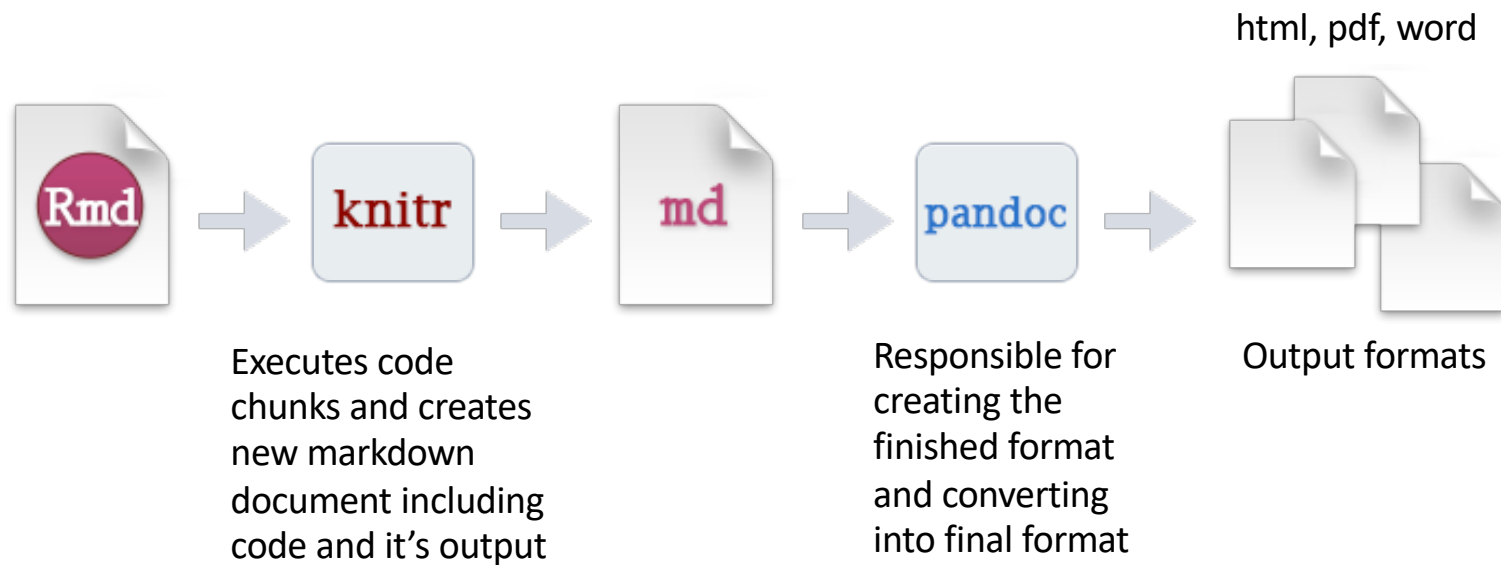 html, pdf, word
Rmd
knitr
md
pandoc
Executes code
chunks and creates
new markdown
document including
code and it’s output
Responsible for
creating the
finished format
and converting
into final format
Output formats